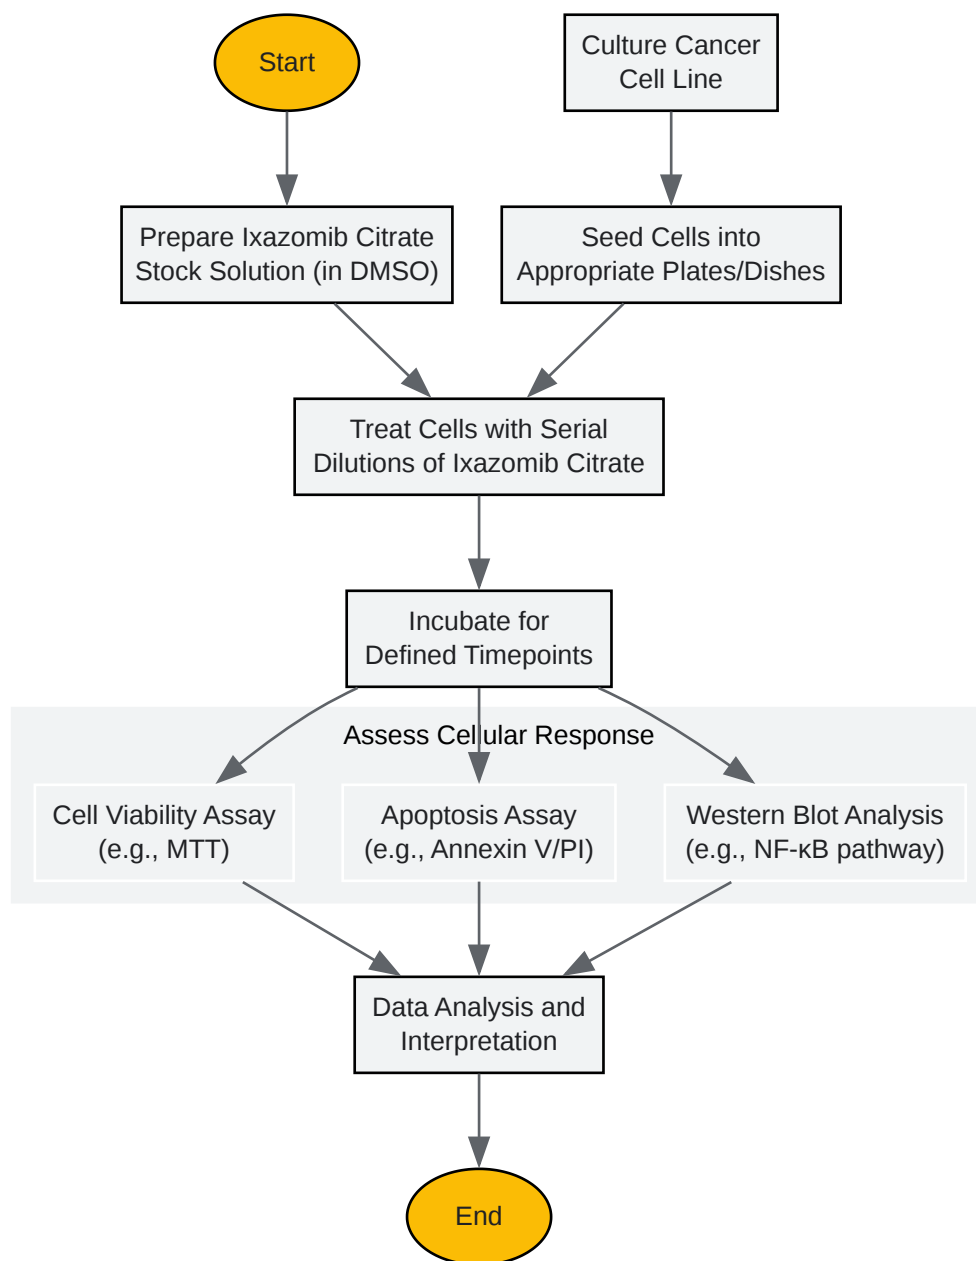 Start
Culture Cancer
Cell Line
Prepare Ixazomib Citrate
Stock Solution (in DMSO)
Seed Cells into
Appropriate Plates/Dishes
Treat Cells with Serial
Dilutions of Ixazomib Citrate
Incubate for
Defined Timepoints
Assess Cellular Response
Cell Viability Assay
(e.g., MTT)
Apoptosis Assay
(e.g., Annexin V/PI)
Western Blot Analysis
(e.g., NF-κB pathway)
Data Analysis and
Interpretation
End